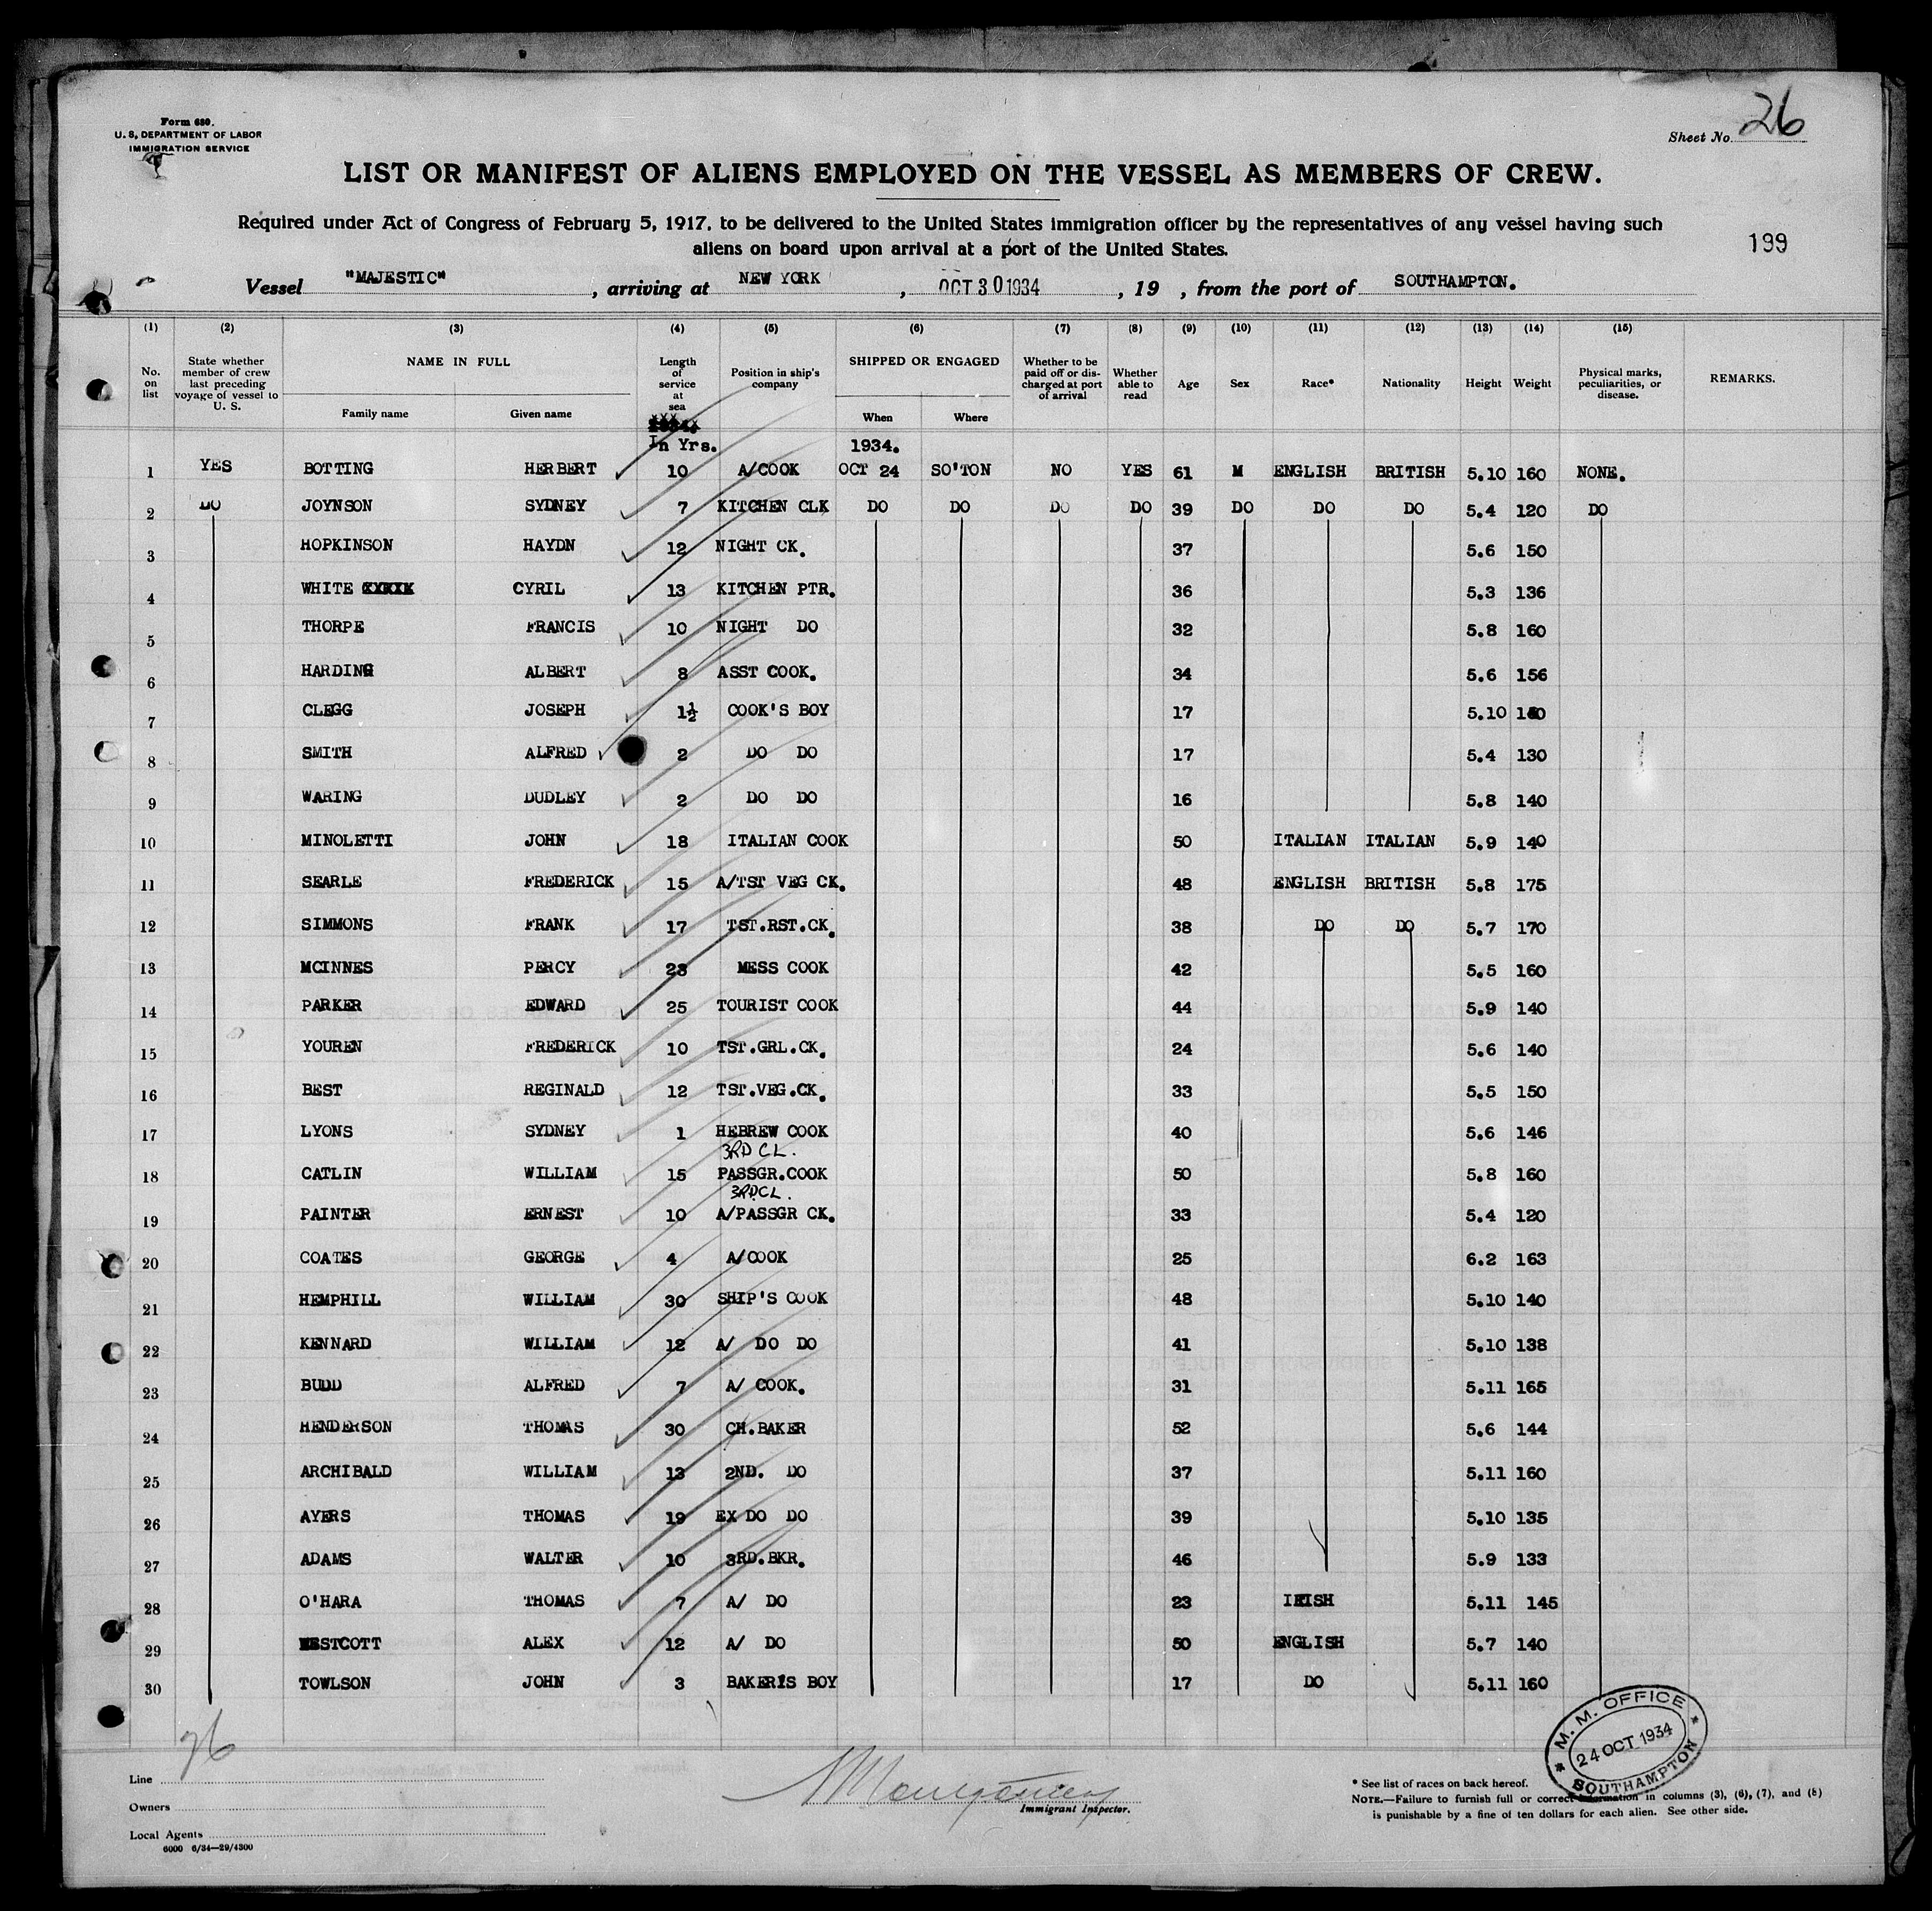 Form 680.
U. S. DEPARTMENT OF LABOR
IMMIGRATION SERVICE
Sheet No. 26
LIST OR MANIFEST OF ALIENS EMPLOYED ON THE VESSEL AS MEMBERS OF CREW.
Required under Act of Congress of February 5, 1917, to be delivered to the United States immigration officer by the representatives of any vessel having such
aliens on board upon arrival at a port of the United States.
199
Vessel "MAJESTIC" , arriving at NEW YORK , OCT 30 1934 , 19 , from the port of SOUTHAMPTON.
(1) (2) (3) (4) (5) (6) (7) (8) (9) (10) (11) (12) (13) (14) (15)
No. on list
State whether member of crew last preceding voyage of vessel to U. S.
NAME IN FULL
Family name Given name
Length of service at sea
Position in ship's company
SHIPPED OR ENGAGED
When Where
Whether to be paid off or discharged at port of arrival
Whether able to read
Age Sex Race* Nationality Height Weight
Physical marks, peculiarities, or disease.
REMARKS.
In Yrs. 1934.
1 YES BOTTING HERBERT 10 A/COOK OCT 24 SO'TON NO YES 61 M ENGLISH BRITISH 5.10 160 NONE.
2 DO JOYNSON SYDNEY 7 KITCHEN CLK DO DO DO DO 39 DO DO DO 5.4 120 DO
3 HOPKINSON HAYDN 12 NIGHT CK. 37 5.6 150
4 WHITE CYRIL 13 KITCHEN PTR. 36 5.3 136
5 THORPE FRANCIS 10 NIGHT DO 32 5.8 160
6 HARDING ALBERT 8 ASST COOK. 34 5.6 156
7 CLEGG JOSEPH 1½ COOK'S BOY 17 5.10
8 SMITH ALFRED 2 DO DO 17 5.4 130
9 WARING DUDLEY 2 DO DO 16 5.8 140
10 MINOLETTI JOHN 18 ITALIAN COOK 50 ITALIAN ITALIAN 5.9 140
11 SEARLE FREDERICK 15 A/TST VEG CK. 48 ENGLISH BRITISH 5.8 175
12 SIMMONS FRANK 17 TST.RST.CK. 38 DO DO 5.7 170
13 MCINNES PERCY 23 MESS COOK 42 5.5 160
14 PARKER EDWARD 25 TOURIST COOK 44 5.9 140
15 YOUREN FREDERICK 10 TST.GRL.CK. 24 5.6 140
16 BEST REGINALD 12 TST.VEG.CK. 33 5.5 150
17 LYONS SYDNEY 1 HEBREW COOK 40 5.6 146
3RD CL.
18 CATLIN WILLIAM 15 PASSGR.COOK 50 5.8 160
3RD CL.
19 PAINTER ERNEST 10 A/PASSGR CK. 33 5.4 120
20 COATES GEORGE 4 A/COOK 25 6.2 163
21 HEMPHILL WILLIAM 30 SHIP'S COOK 48 5.10 140
22 KENNARD WILLIAM 12 A/ DO DO 41 5.10 138
23 BUDD ALFRED 7 A/ COOK. 31 5.11 165
24 HENDERSON THOMAS 30 CH.BAKER 52 5.6 144
25 ARCHIBALD WILLIAM 13 2ND. DO 37 5.11 160
26 AYERS THOMAS 19 EX DO DO 39 5.10 135
27 ADAMS WALTER 10 3RD.BKR. 46 5.9 133
28 O'HARA THOMAS 7 A/ DO 23 IRISH 5.11 145
29 WESTCOTT ALEX 12 A/ DO 50 ENGLISH 5.7 140
30 TOWLSON JOHN 3 BAKER'S BOY 17 DO 5.11 160
M. M. OFFICE
24 OCT 1934
SOUTHAMPTON
26
Line
Owners
Local Agents
6000 6/34—29/4300
Montgomery
Immigrant Inspector.
* See list of races on back hereof.
NOTE.—Failure to furnish full or correct information in columns (3), (6), (7), and (8)
is punishable by a fine of ten dollars for each alien. See other side.